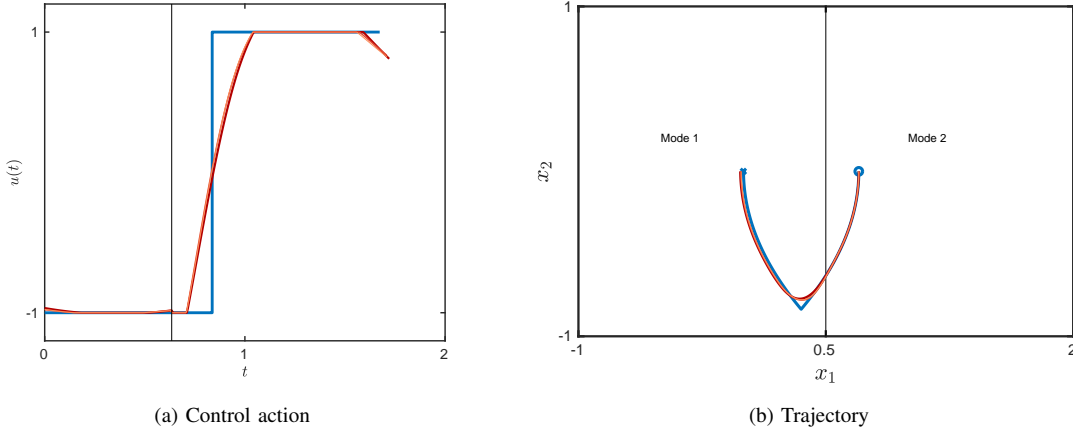 1
u(t)
-1
0
1
2
t
(a) Control action
1
x₂
Mode 1
Mode 2
-1
-1
0.5
2
x₁
(b) Trajectory